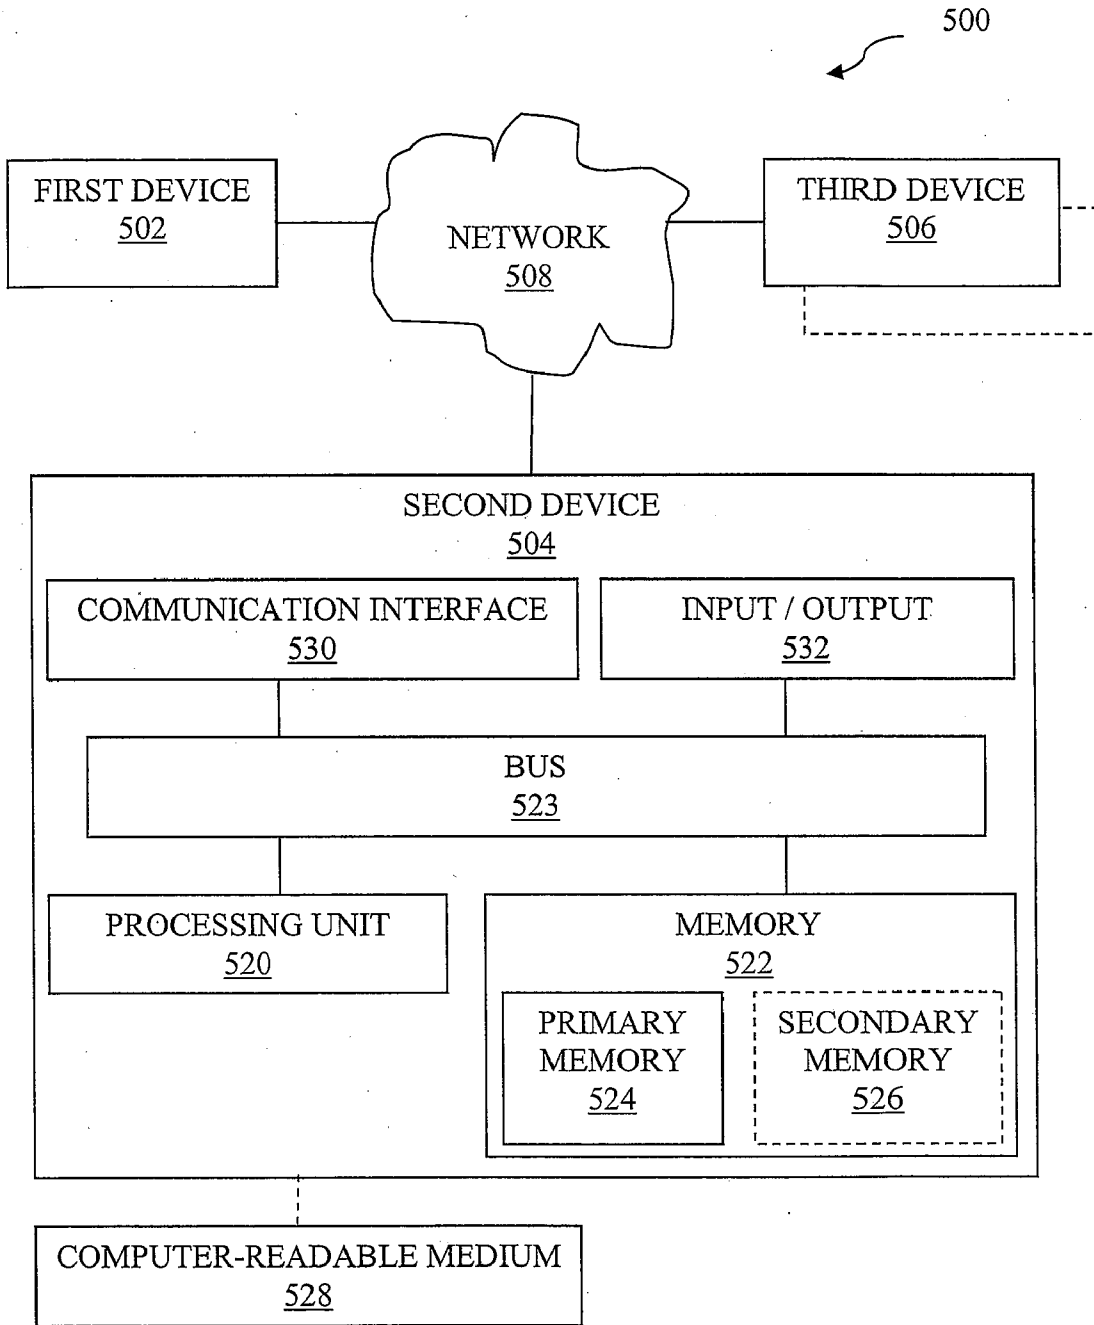 500
FIRST DEVICE
502
NETWORK
508
THIRD DEVICE
506
SECOND DEVICE
504
COMMUNICATION INTERFACE
530
INPUT / OUTPUT
532
BUS
523
PROCESSING UNIT
520
MEMORY
522
PRIMARY
MEMORY
524
SECONDARY
MEMORY
526
COMPUTER-READABLE MEDIUM
528